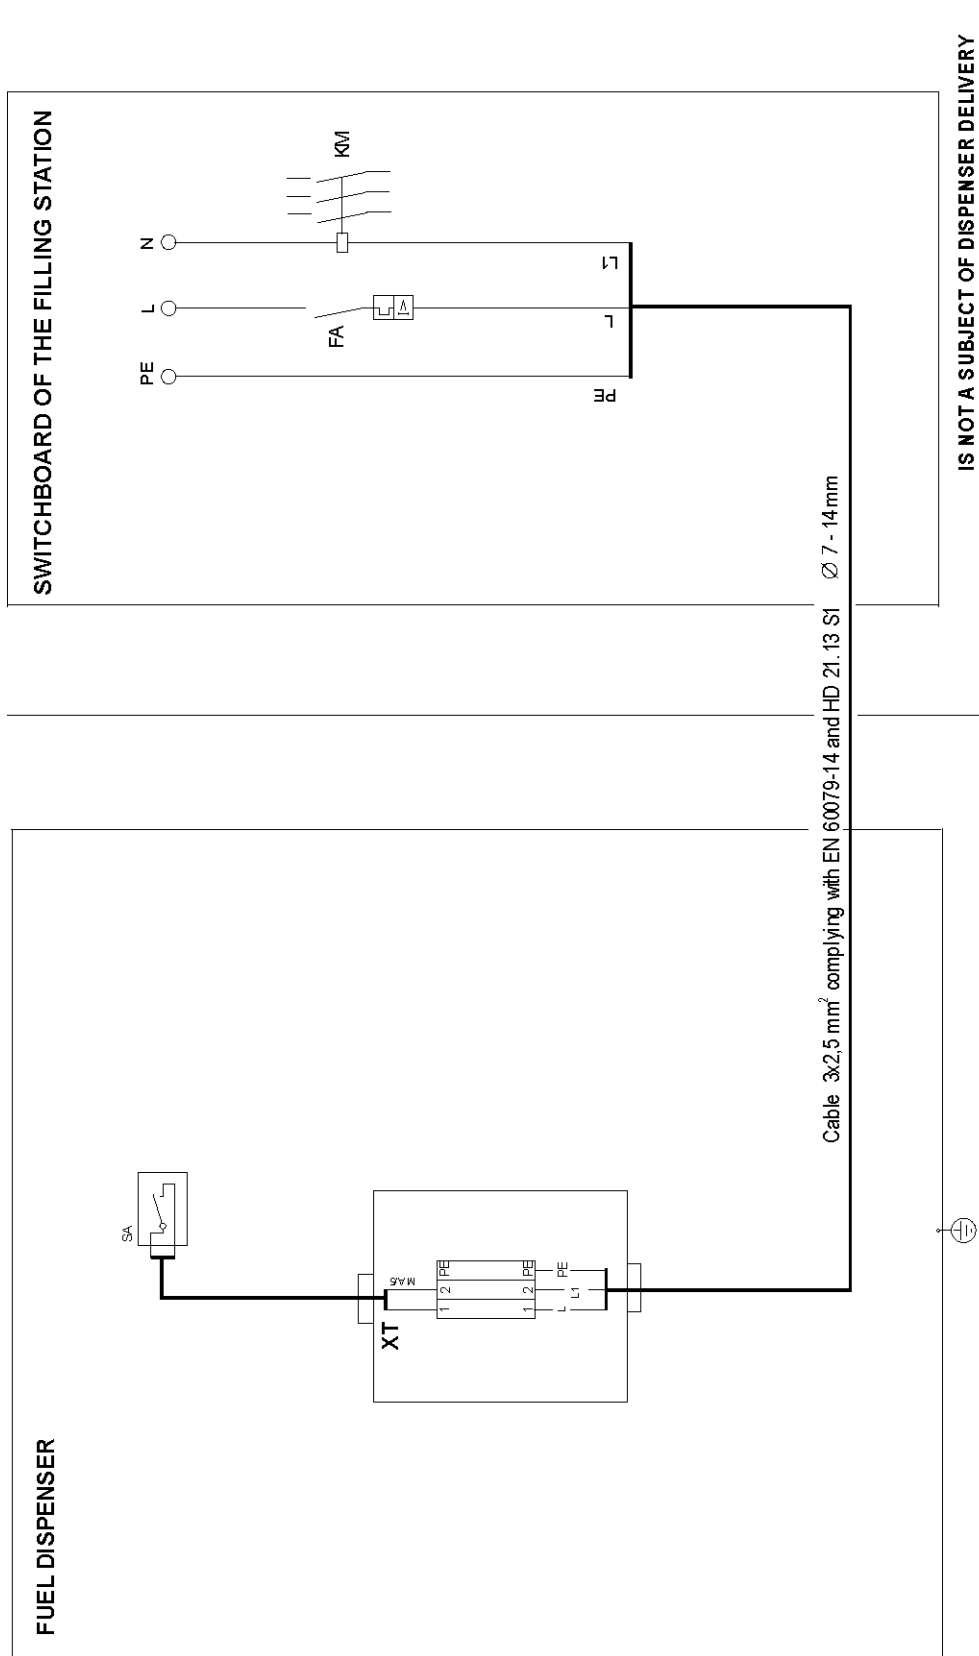 FUEL DISPENSER
SA
XT
MA/5
1
2
PE
1
2
PE
L
L1
PE
Cable 3x2,5 mm² complying with EN 60079-14 and HD 21.13 S1 Ø 7 - 14mm
SWITCHBOARD OF THE FILLING STATION
PE
L
N
FA
KM
I>
PE
L
L1
IS NOT A SUBJECT OF DISPENSER DELIVERY